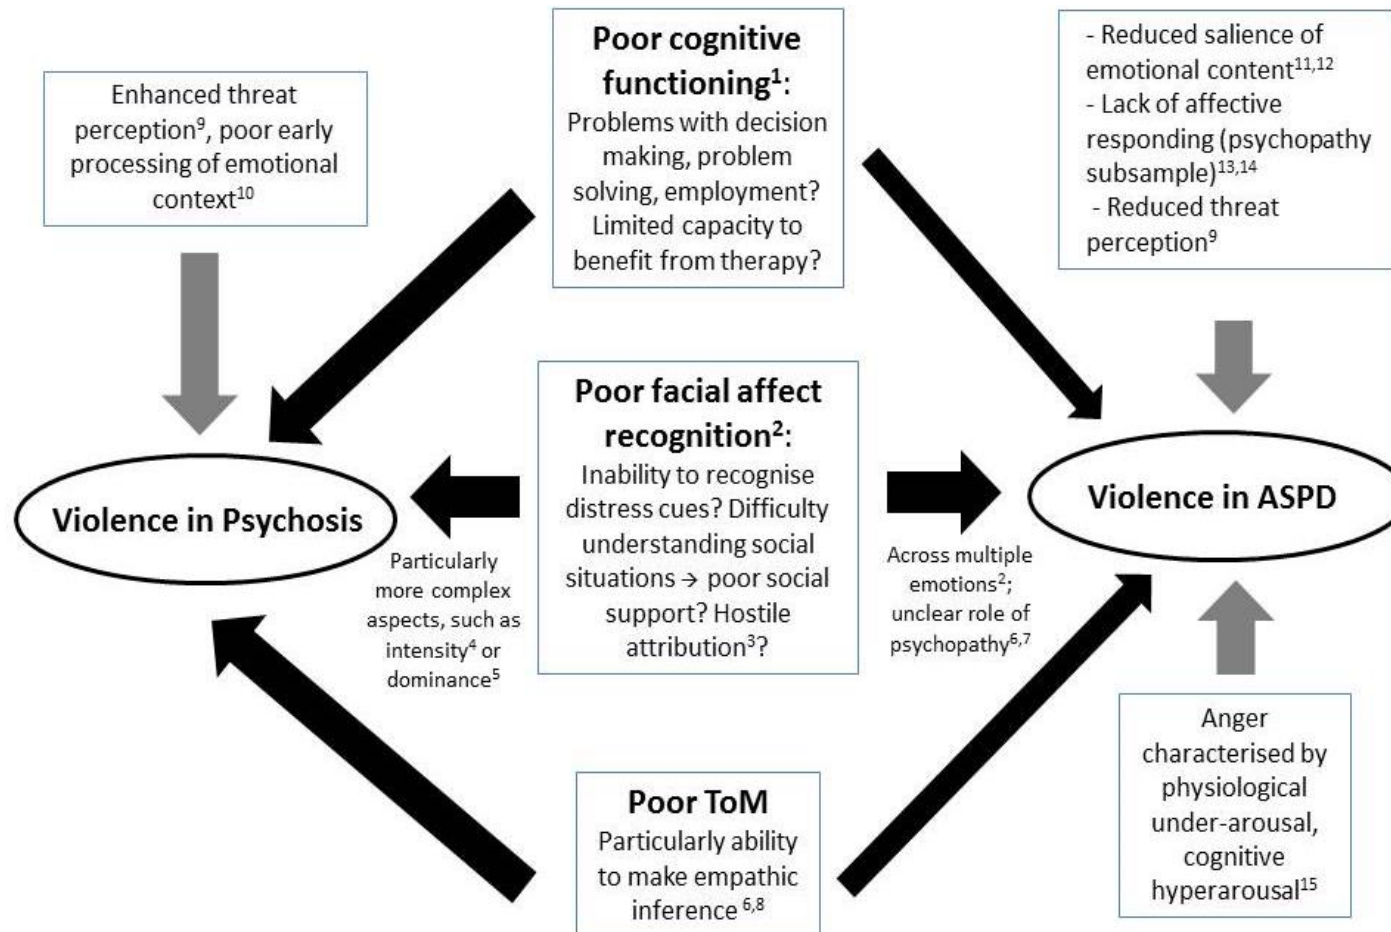 Enhanced threat
perception⁹, poor early
processing of emotional
context¹⁰
Poor cognitive
functioning¹:
Problems with decision
making, problem
solving, employment?
Limited capacity to
benefit from therapy?
- Reduced salience of
emotional content¹¹,¹²
- Lack of affective
responding (psychopathy
subsample)¹³,¹⁴
- Reduced threat
perception⁹
Violence in Psychosis
Particularly
more complex
aspects, such as
intensity⁴ or
dominance⁵
Poor facial affect
recognition²:
Inability to recognise
distress cues? Difficulty
understanding social
situations → poor social
support? Hostile
attribution³?
Across multiple
emotions²;
unclear role of
psychopathy⁶,⁷
Violence in ASPD
Poor ToM
Particularly ability
to make empathic
inference ⁶,⁸
Anger
characterised by
physiological
under-arousal,
cognitive
hyperarousal¹⁵